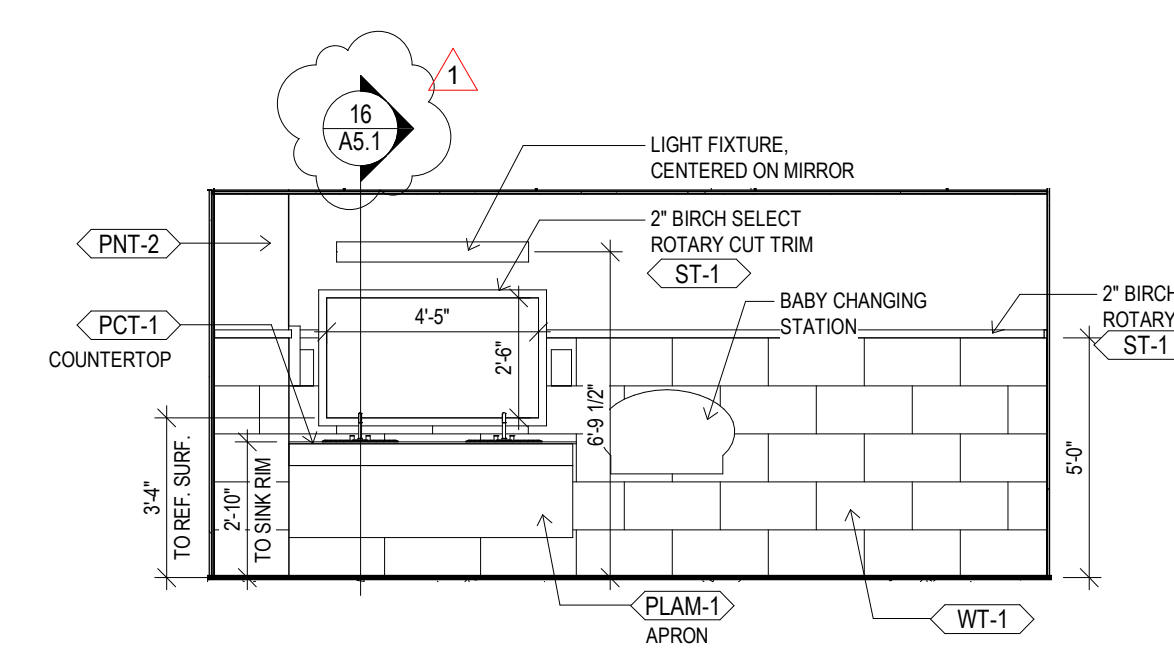 1
16
A5.1
LIGHT FIXTURE,
CENTERED ON MIRROR
2" BIRCH SELECT
ROTARY CUT TRIM
ST-1
PNT-2
BABY CHANGING
STATION
2" BIRCH
ROTARY
ST-1
4'-5"
PCT-1
COUNTERTOP
2'-6"
6'-9 1/2"
3'-4"
TO REF. SURF.
2'-10"
TO SINK RIM
5'-0"
PLAM-1
APRON
WT-1